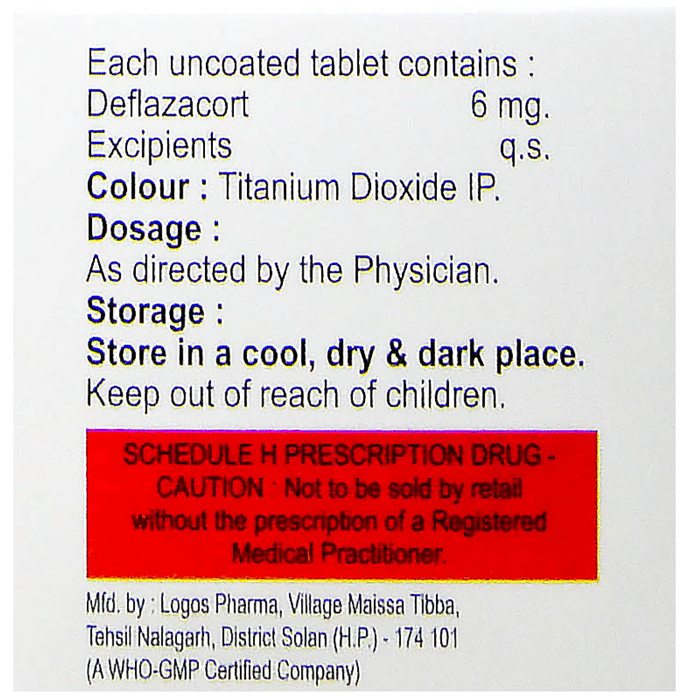 Each uncoated tablet contains :
Deflazacort 6 mg.
Excipients q.s.
Colour : Titanium Dioxide IP.
Dosage :
As directed by the Physician.
Storage :
Store in a cool, dry & dark place.
Keep out of reach of children.
SCHEDULE H PRESCRIPTION DRUG -
CAUTION : Not to be sold by retail
without the prescription of a Registered
Medical Practitioner.
Mfd. by : Logos Pharma, Village Maissa Tibba,
Tehsil Nalagarh, District Solan (H.P.) - 174 101
(A WHO-GMP Certified Company)